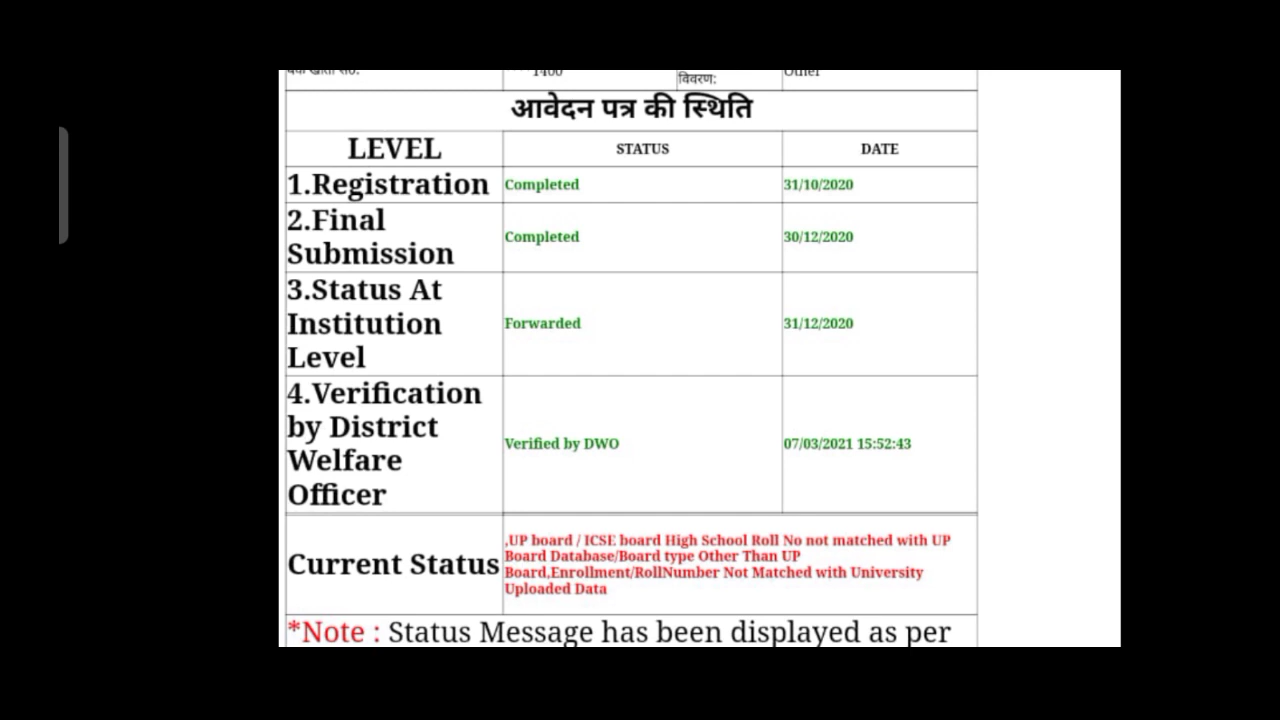 बैंक खाता सं०: 1400 विवरण: Other
आवेदन पत्र की स्थिति
LEVEL STATUS DATE
1.Registration Completed 31/10/2020
2.Final
Submission
Completed 30/12/2020
3.Status At
Institution
Level
Forwarded 31/12/2020
4.Verification
by District
Welfare
Officer
Verified by DWO 07/03/2021 15:52:43
Current Status
,UP board / ICSE board High School Roll No not matched with UP
Board Database/Board type Other Than UP
Board,Enrollment/RollNumber Not Matched with University
Uploaded Data
*Note : Status Message has been displayed as per